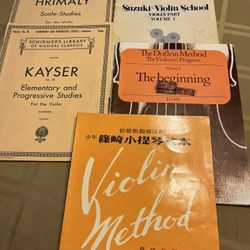 HRIMALY
Scale-Studies
For the Violin
Suzuki Violin School
VIOLIN PART
VOLUME 1
SCHIRMER'S LIBRARY
OF MUSICAL CLASSICS
KAYSER
Op. 20
Elementary and
Progressive Studies
For the Violin
The Doflein Method
The Violinist's Progress
Volume I
The beginning
少年 篠崎小提琴教本
Violin
Method